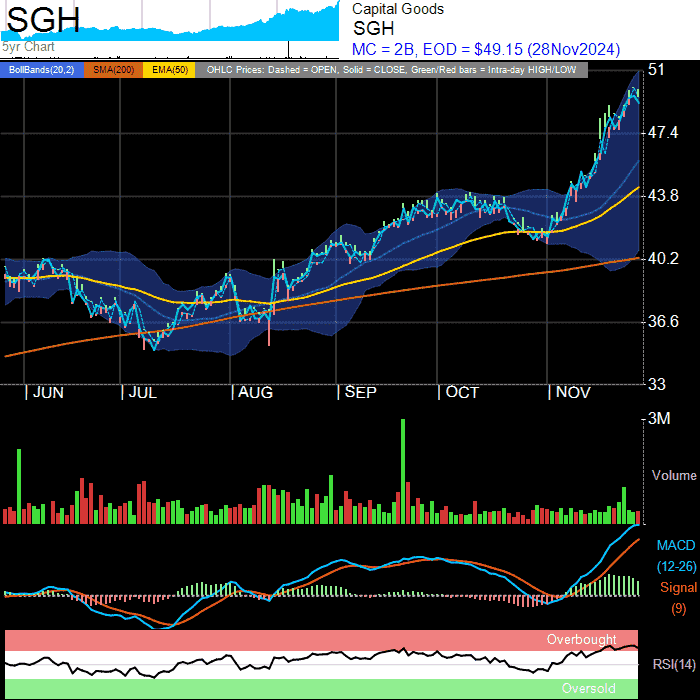 SGH
5yr Chart
Capital Goods
SGH
MC = 2B, EOD = $49.15 (28Nov2024)
BollBands(20,2) SMA(200) EMA(50) OHLC Prices: Dashed = OPEN, Solid = CLOSE, Green/Red bars = Intra-day HIGH/LOW
51
47.4
43.8
40.2
36.6
33
JUN JUL AUG SEP OCT NOV
3M
Volume
MACD
(12-26)
Signal
(9)
Overbought
RSI(14)
Oversold